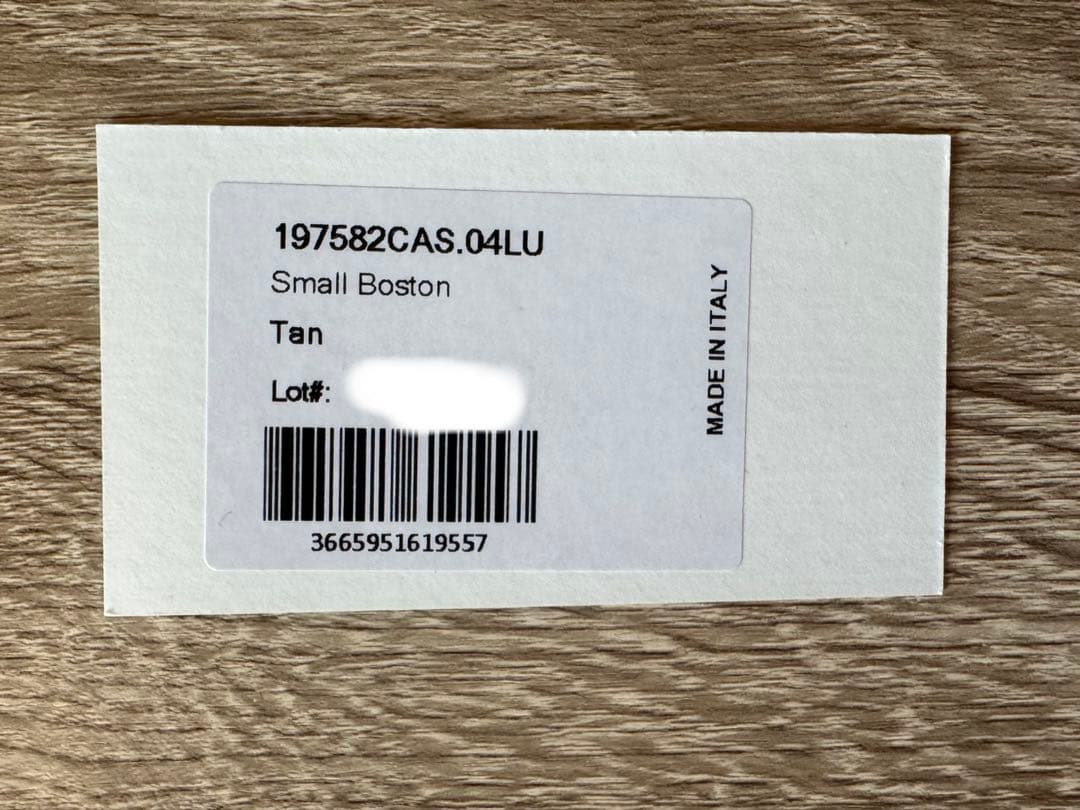 197582CAS.04LU
Small Boston
Tan
Lot#:
3665951619557
MADE IN ITALY